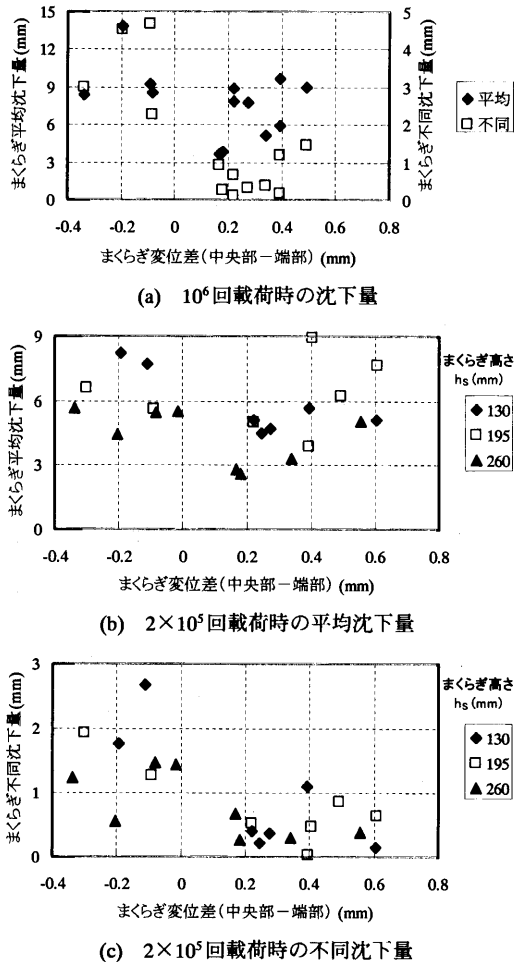 15
12
9
6
3
0
まくらぎ平均沈下量(mm)
5
4
3
2
1
0
まくらぎ不同沈下量(mm)
平均
不同
-0.4 -0.2 0 0.2 0.4 0.6 0.8
まくらぎ変位差(中央部－端部) (mm)
(a) 10⁶回載荷時の沈下量
9
6
3
0
まくらぎ平均沈下量(mm)
まくらぎ高さ
hs(mm)
130
195
260
-0.4 -0.2 0 0.2 0.4 0.6 0.8
まくらぎ変位差(中央部－端部) (mm)
(b) 2×10⁵回載荷時の平均沈下量
3
2
1
0
まくらぎ不同沈下量(mm)
まくらぎ高さ
hs(mm)
130
195
260
-0.4 -0.2 0 0.2 0.4 0.6 0.8
まくらぎ変位差(中央部－端部) (mm)
(c) 2×10⁵回載荷時の不同沈下量